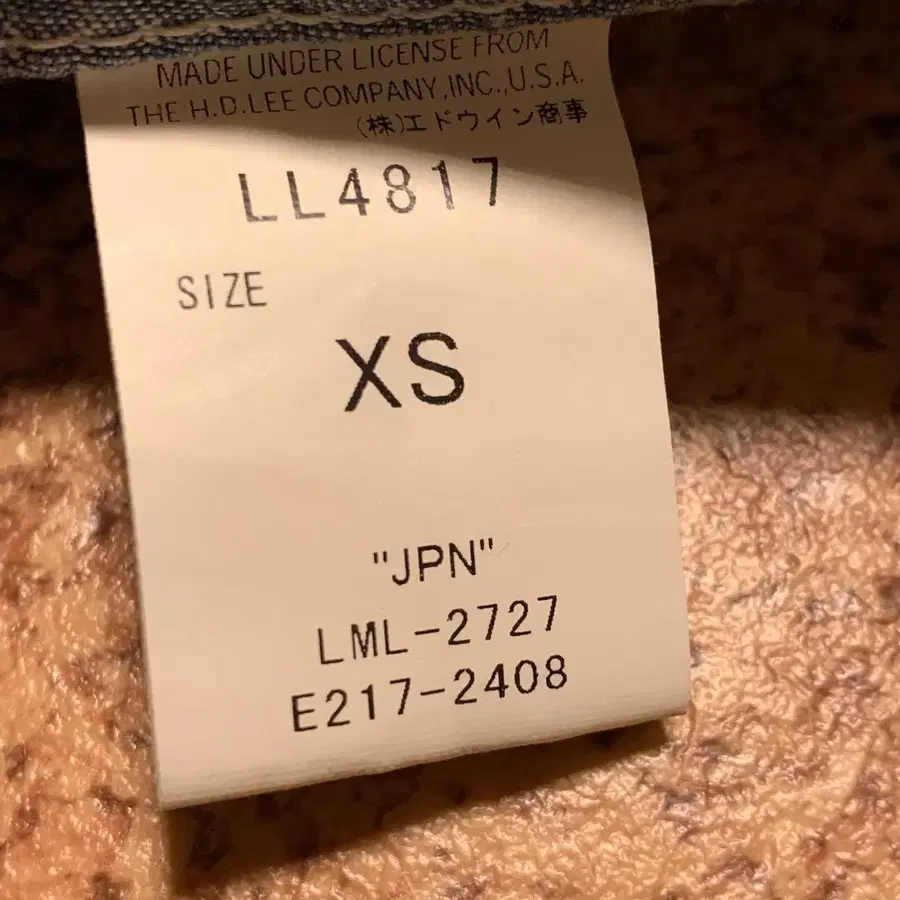 MADE UNDER LICENSE FROM
THE H.D.LEE COMPANY,INC.,U.S.A.
(株)エドウイン商事
LL4817
SIZE
XS
"JPN"
LML-2727
E217-2408